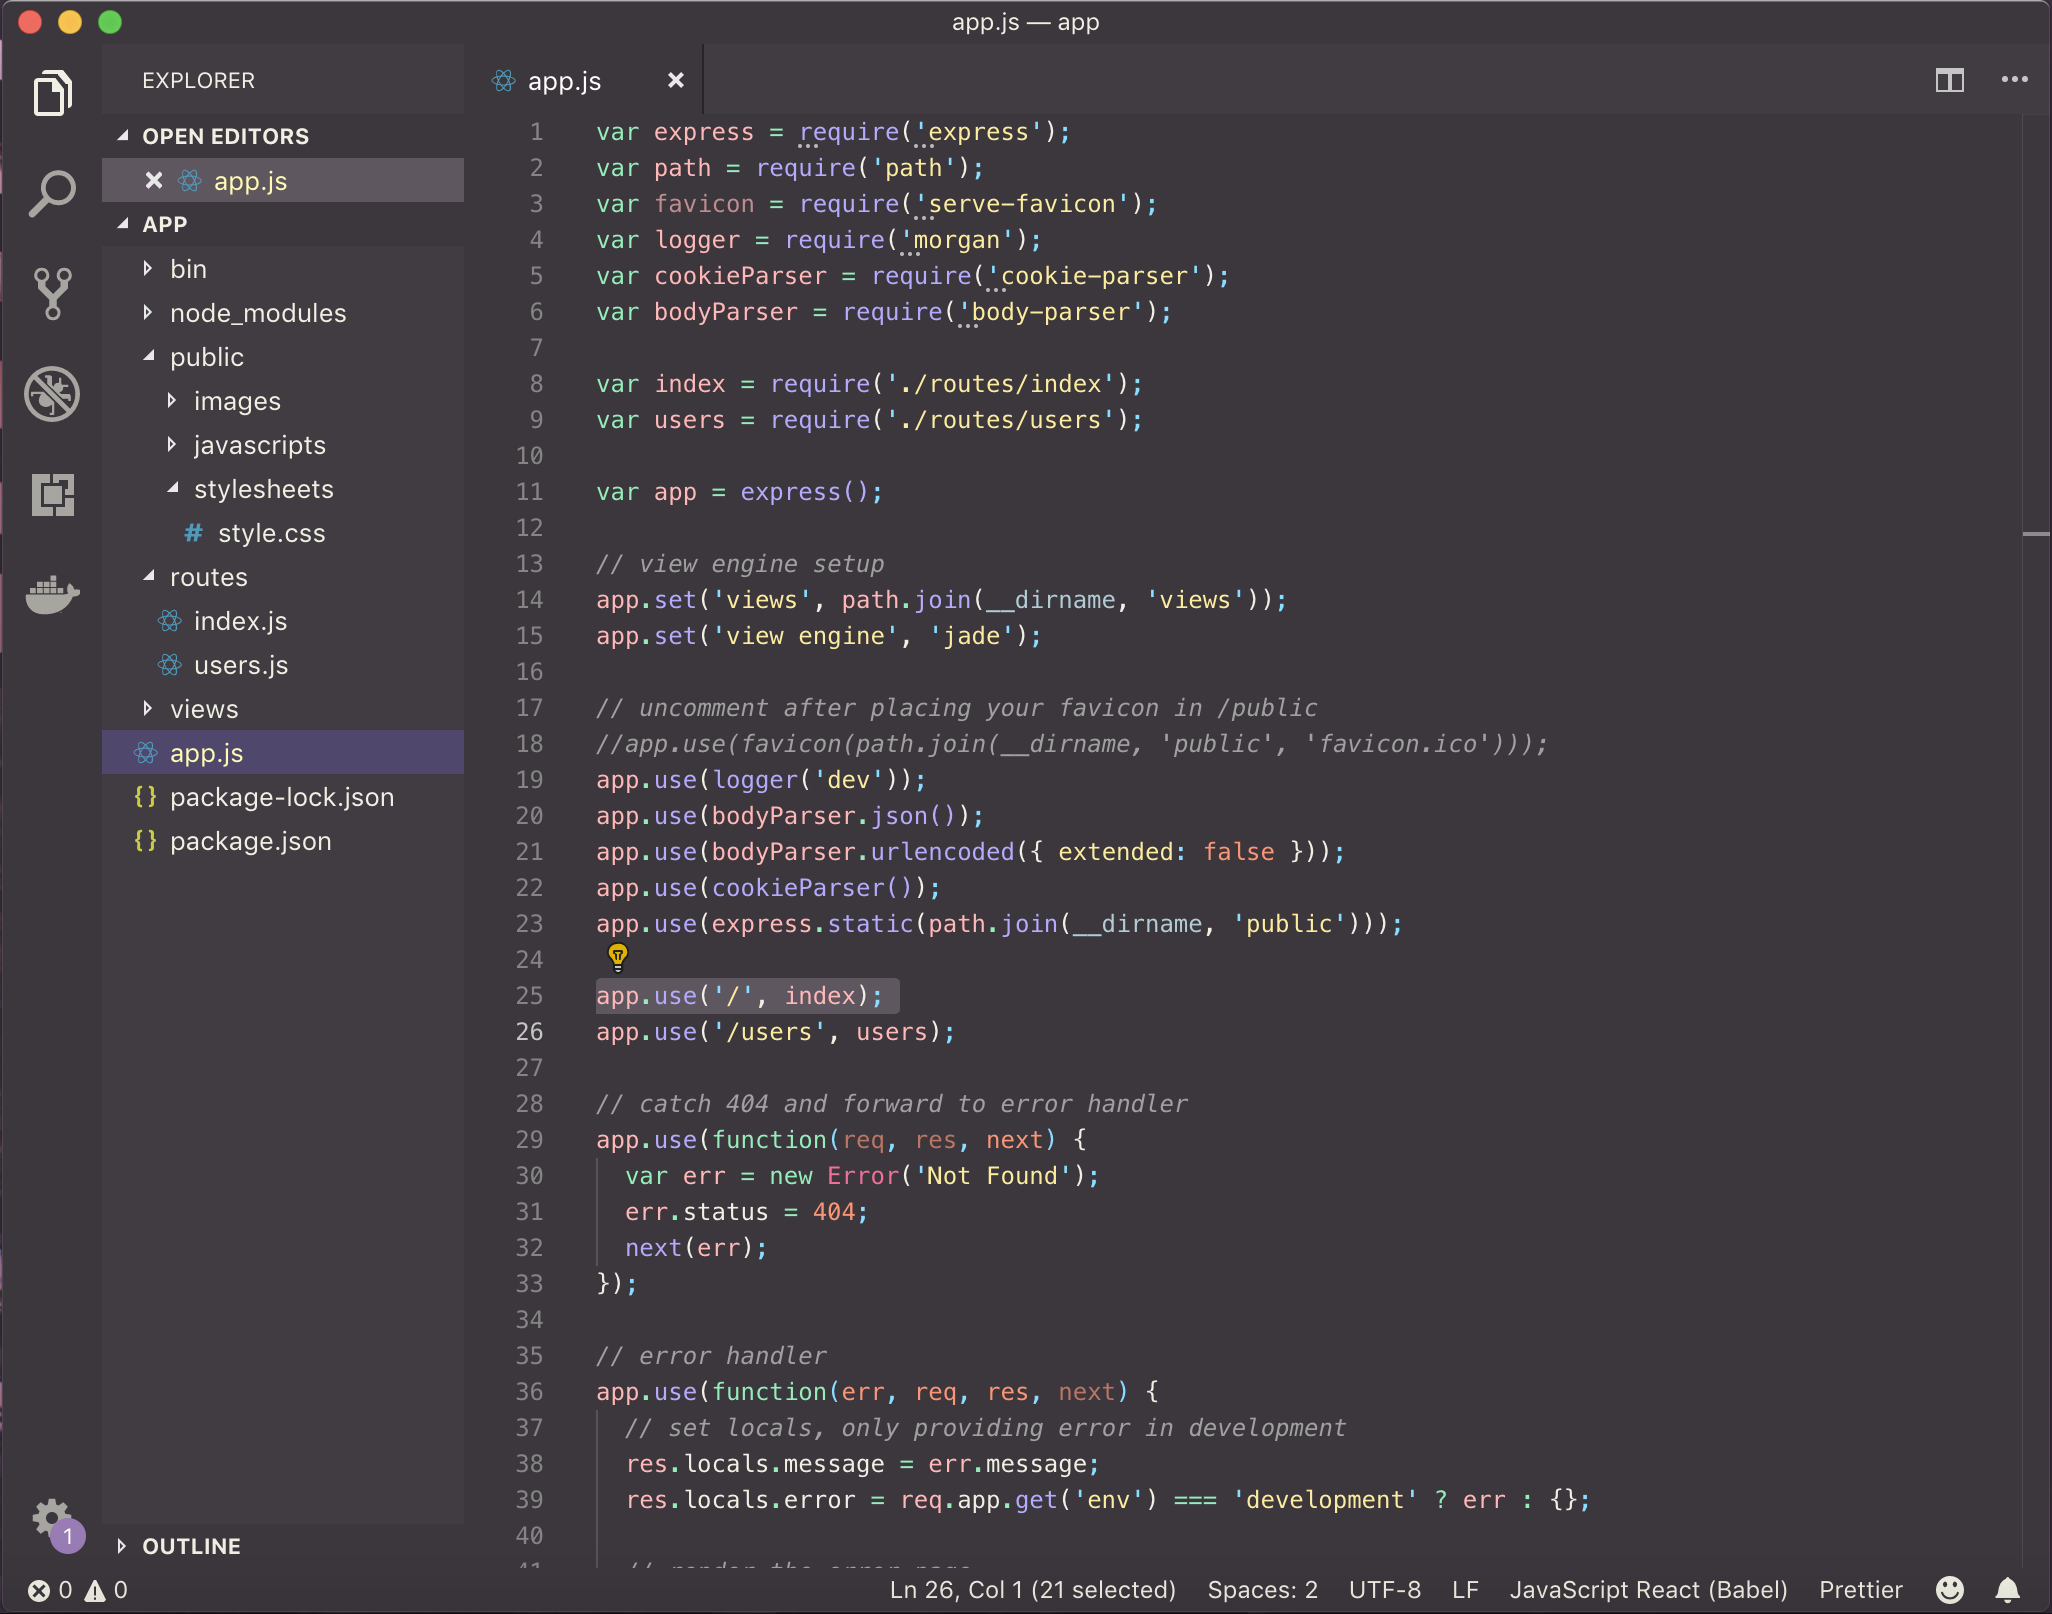 app.js — app
EXPLORER
OPEN EDITORS
app.js
APP
bin
node_modules
public
images
javascripts
stylesheets
# style.css
routes
index.js
users.js
views
app.js
{} package-lock.json
{} package.json
OUTLINE
1
app.js
1 var express = require('express');
2 var path = require('path');
3 var favicon = require('serve-favicon');
4 var logger = require('morgan');
5 var cookieParser = require('cookie-parser');
6 var bodyParser = require('body-parser');
7
8 var index = require('./routes/index');
9 var users = require('./routes/users');
10
11 var app = express();
12
13 // view engine setup
14 app.set('views', path.join(__dirname, 'views'));
15 app.set('view engine', 'jade');
16
17 // uncomment after placing your favicon in /public
18 //app.use(favicon(path.join(__dirname, 'public', 'favicon.ico')));
19 app.use(logger('dev'));
20 app.use(bodyParser.json());
21 app.use(bodyParser.urlencoded({ extended: false }));
22 app.use(cookieParser());
23 app.use(express.static(path.join(__dirname, 'public')));
24
25 app.use('/', index);
26 app.use('/users', users);
27
28 // catch 404 and forward to error handler
29 app.use(function(req, res, next) {
30 var err = new Error('Not Found');
31 err.status = 404;
32 next(err);
33 });
34
35 // error handler
36 app.use(function(err, req, res, next) {
37 // set locals, only providing error in development
38 res.locals.message = err.message;
39 res.locals.error = req.app.get('env') === 'development' ? err : {};
40
41 // render the error page
0 0 Ln 26, Col 1 (21 selected) Spaces: 2 UTF-8 LF JavaScript React (Babel) Prettier